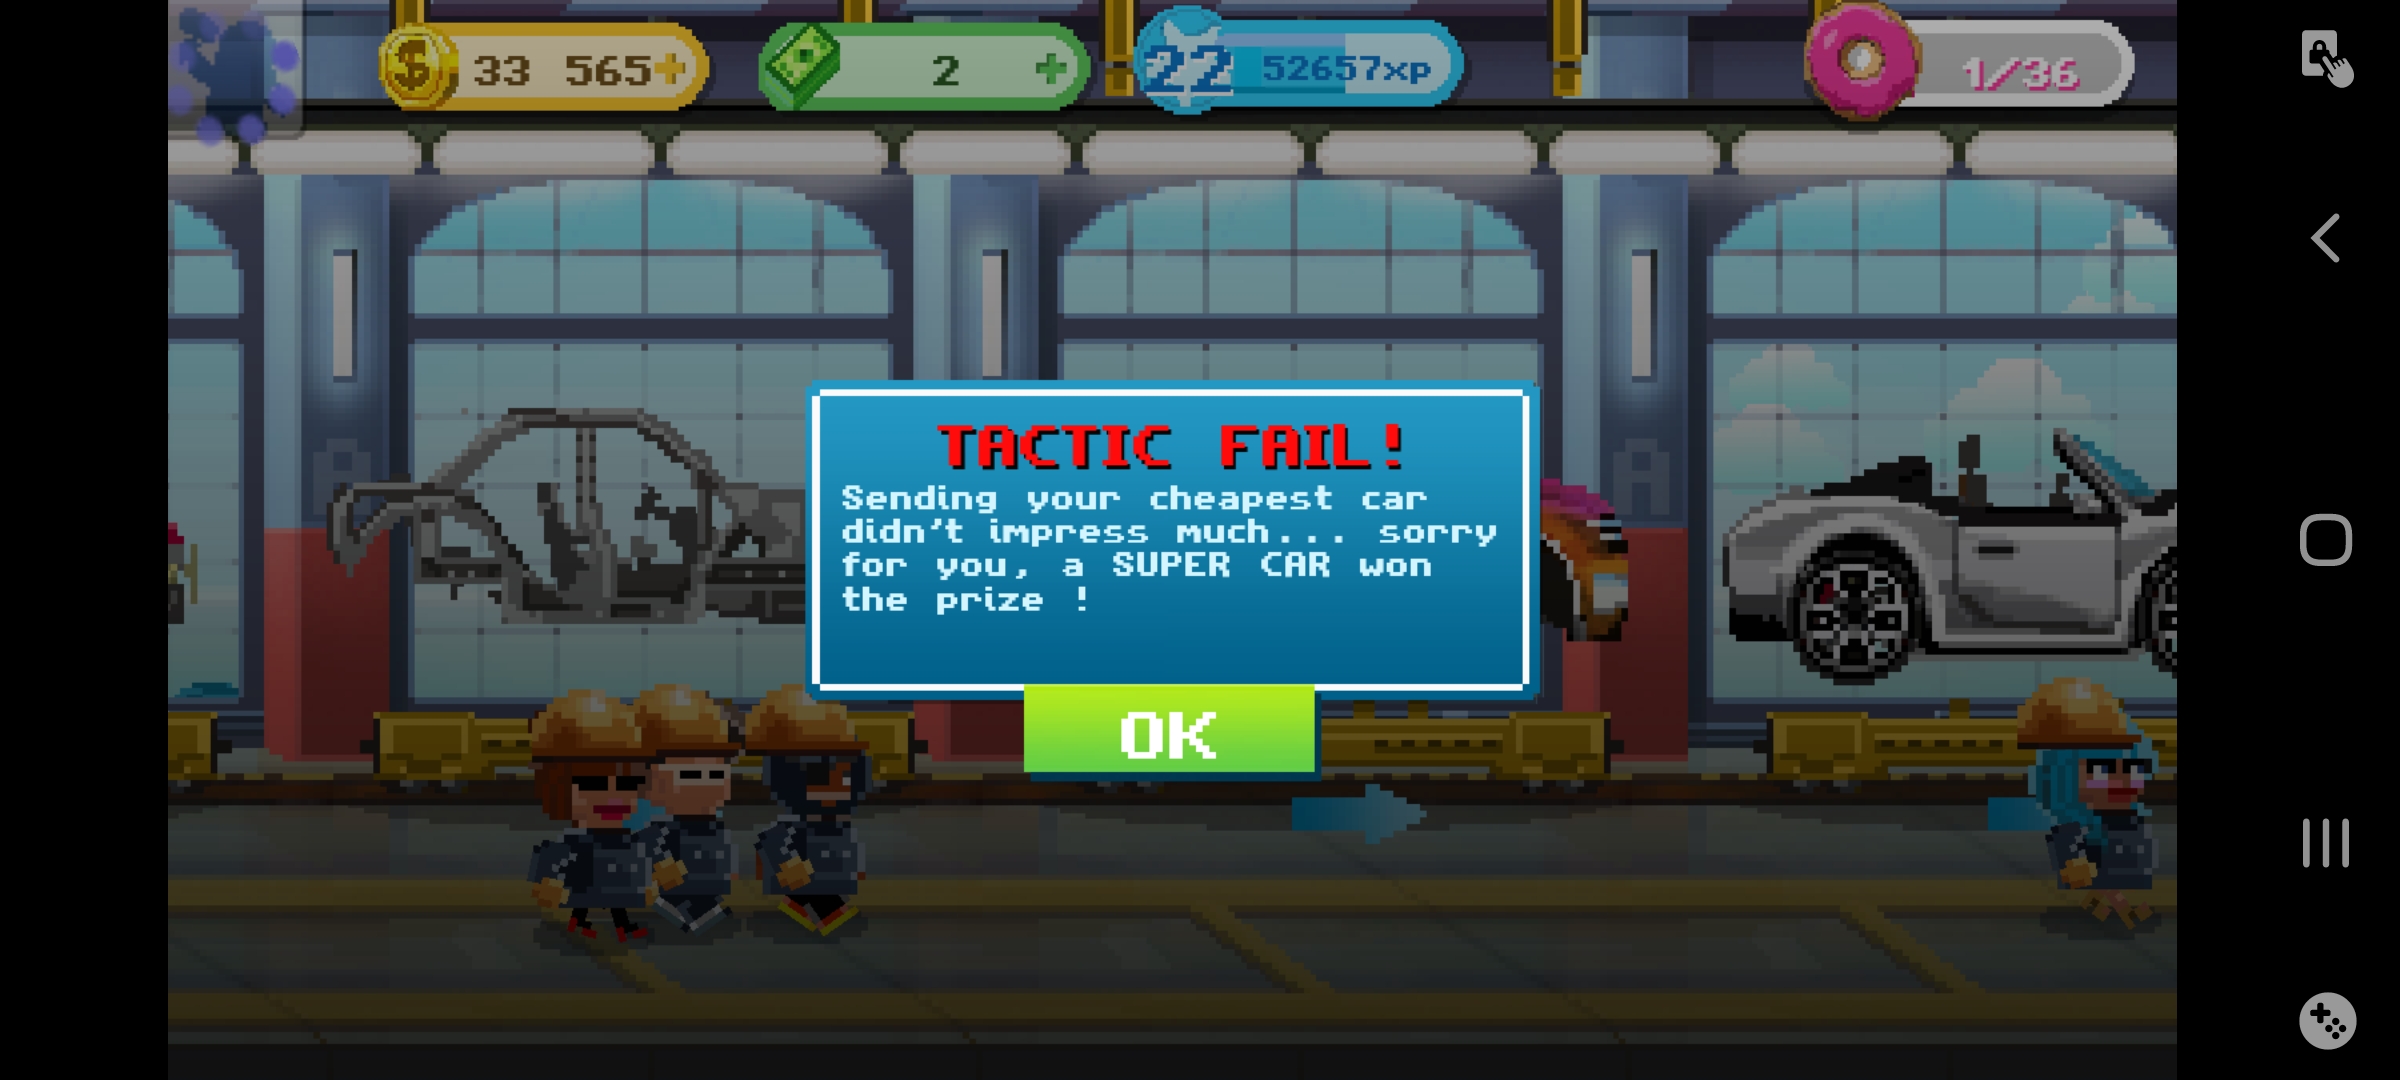 33 565+
2 +
22 52657xp
1/36
TACTIC FAIL!
Sending your cheapest car
didn't impress much... sorry
for you, a SUPER CAR won
the prize !
OK